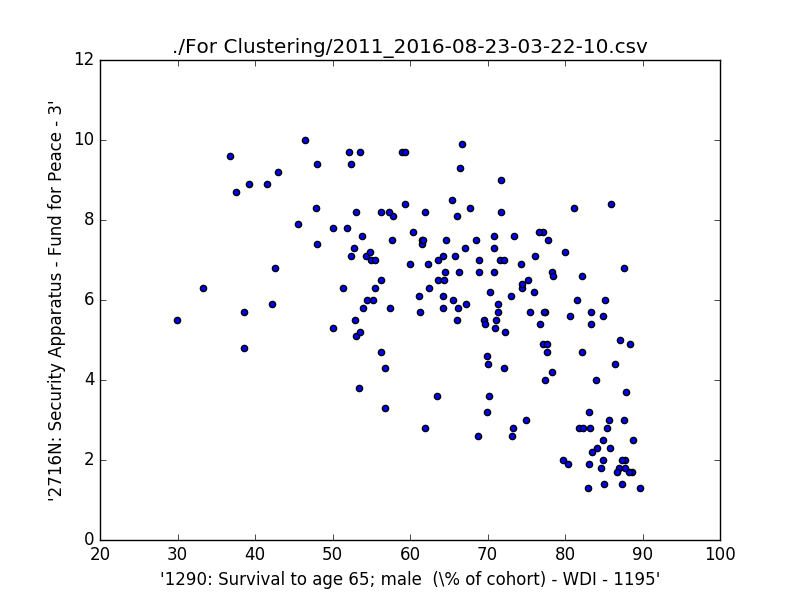 ./For Clustering/2011_2016-08-23-03-22-10.csv
12
10
8
6
4
2
0
'2716N: Security Apparatus - Fund for Peace - 3'
20 30 40 50 60 70 80 90 100
'1290: Survival to age 65; male  (\% of cohort) - WDI - 1195'